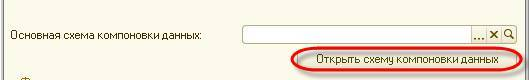 Основная схема компоновки данных:
Открыть схему компоновки данных